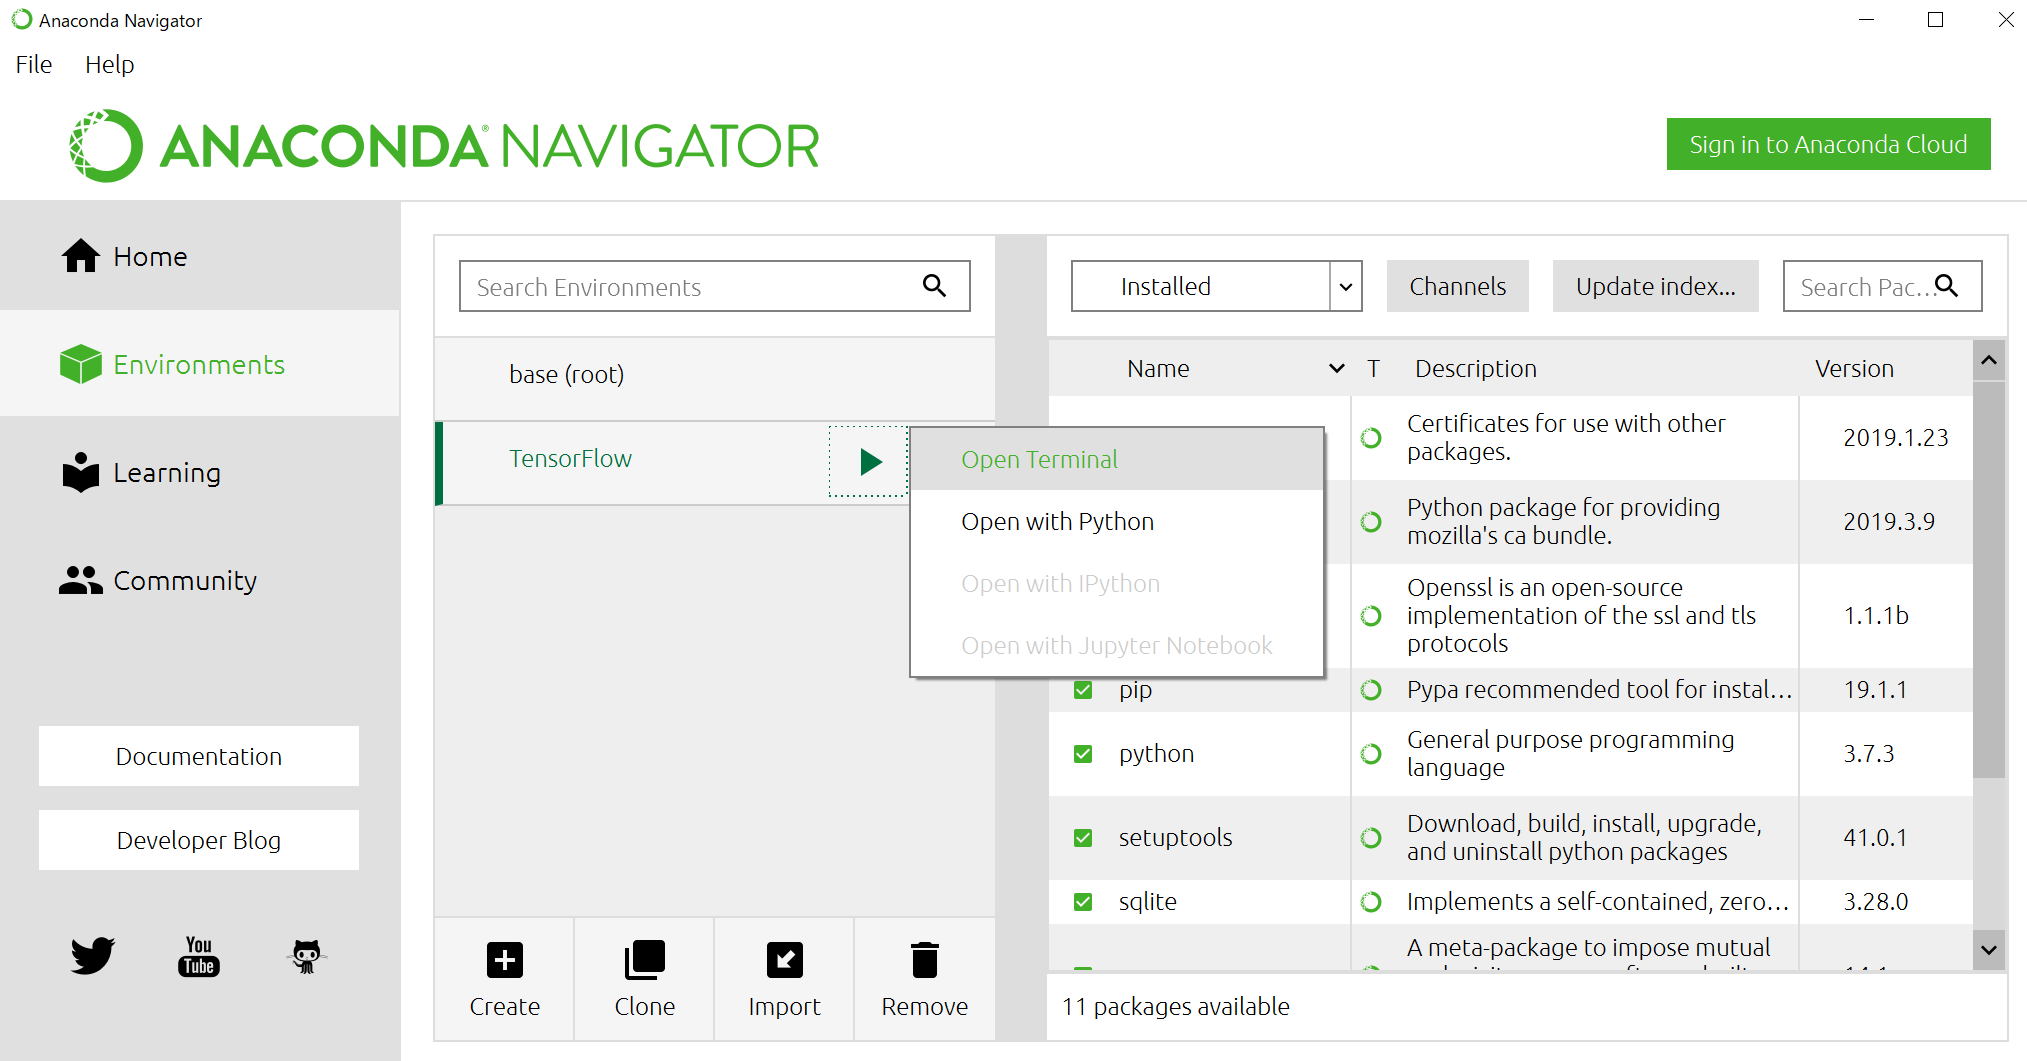 Anaconda Navigator
File Help
ANACONDA® NAVIGATOR
Sign in to Anaconda Cloud
Home
Environments
Learning
Community
Documentation
Developer Blog
You
Tube
Search Environments
base (root)
TensorFlow
Open Terminal
Open with Python
Open with IPython
Open with Jupyter Notebook
Create Clone Import Remove
Installed Channels Update index... Search Pac...
Name T Description Version
Certificates for use with other
packages.
2019.1.23
Python package for providing
mozilla's ca bundle.
2019.3.9
Openssl is an open-source
implementation of the ssl and tls
protocols
1.1.1b
pip Pypa recommended tool for instal... 19.1.1
python
General purpose programming
language
3.7.3
setuptools
Download, build, install, upgrade,
and uninstall python packages
41.0.1
sqlite Implements a self-contained, zero... 3.28.0
A meta-package to impose mutual
11 packages available